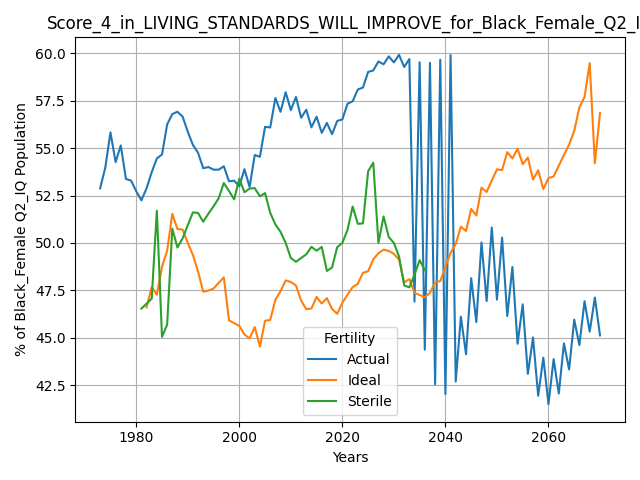 Score_4_in_LIVING_STANDARDS_WILL_IMPROVE_for_Black_Female_Q2_I
60.0
57.5
55.0
52.5
50.0
47.5
45.0
42.5
% of Black_Female Q2_IQ Population
Fertility
Actual
Ideal
Sterile
1980
2000
2020
2040
2060
Years